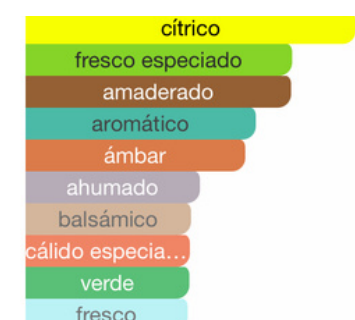 cítrico
fresco especiado
amaderado
aromático
ámbar
ahumado
balsámico
cálido especia...
verde
fresco